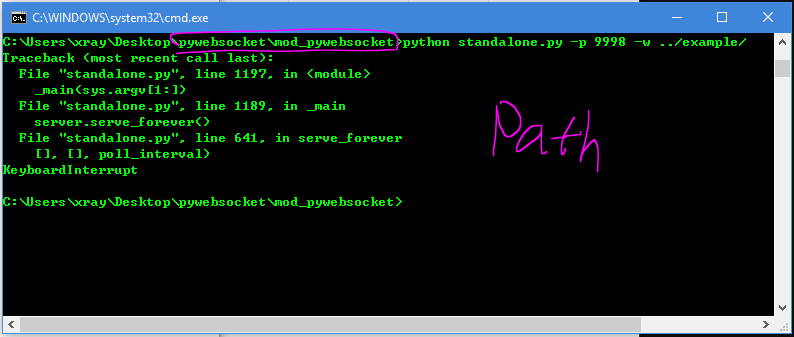 C:\WINDOWS\system32\cmd.exe
C:\Users\xray\Desktop\pywebsocket\mod_pywebsocket>python standalone.py -p 9998 -w ../example/
Traceback (most recent call last):
  File "standalone.py", line 1197, in <module>
    _main(sys.argv[1:])
  File "standalone.py", line 1189, in _main
    server.serve_forever()
  File "standalone.py", line 641, in serve_forever
    [], [], poll_interval)
KeyboardInterrupt
Path
C:\Users\xray\Desktop\pywebsocket\mod_pywebsocket>